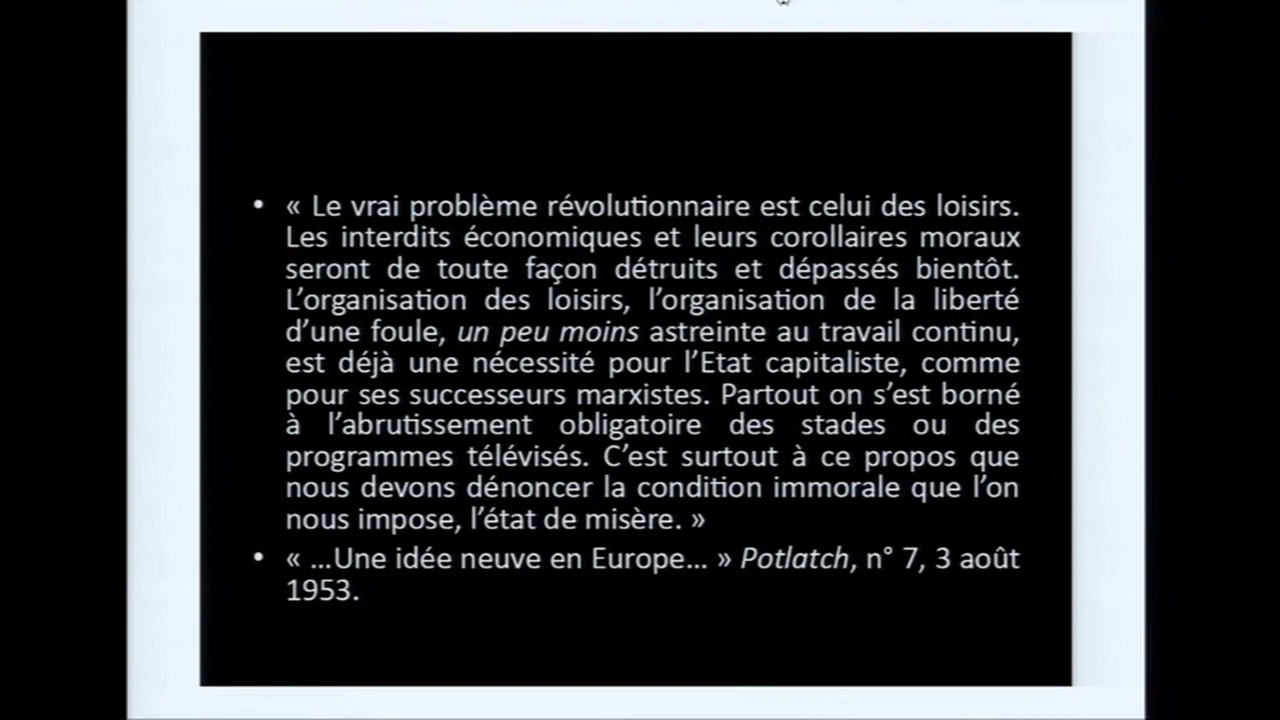 • « Le vrai problème révolutionnaire est celui des loisirs.
Les interdits économiques et leurs corollaires moraux
seront de toute façon détruits et dépassés bientôt.
L’organisation des loisirs, l’organisation de la liberté
d’une foule, un peu moins astreinte au travail continu,
est déjà une nécessité pour l’Etat capitaliste, comme
pour ses successeurs marxistes. Partout on s’est borné
à l’abrutissement obligatoire des stades ou des
programmes télévisés. C’est surtout à ce propos que
nous devons dénoncer la condition immorale que l’on
nous impose, l’état de misère. »
• « …Une idée neuve en Europe… » Potlatch, n° 7, 3 août
1953.